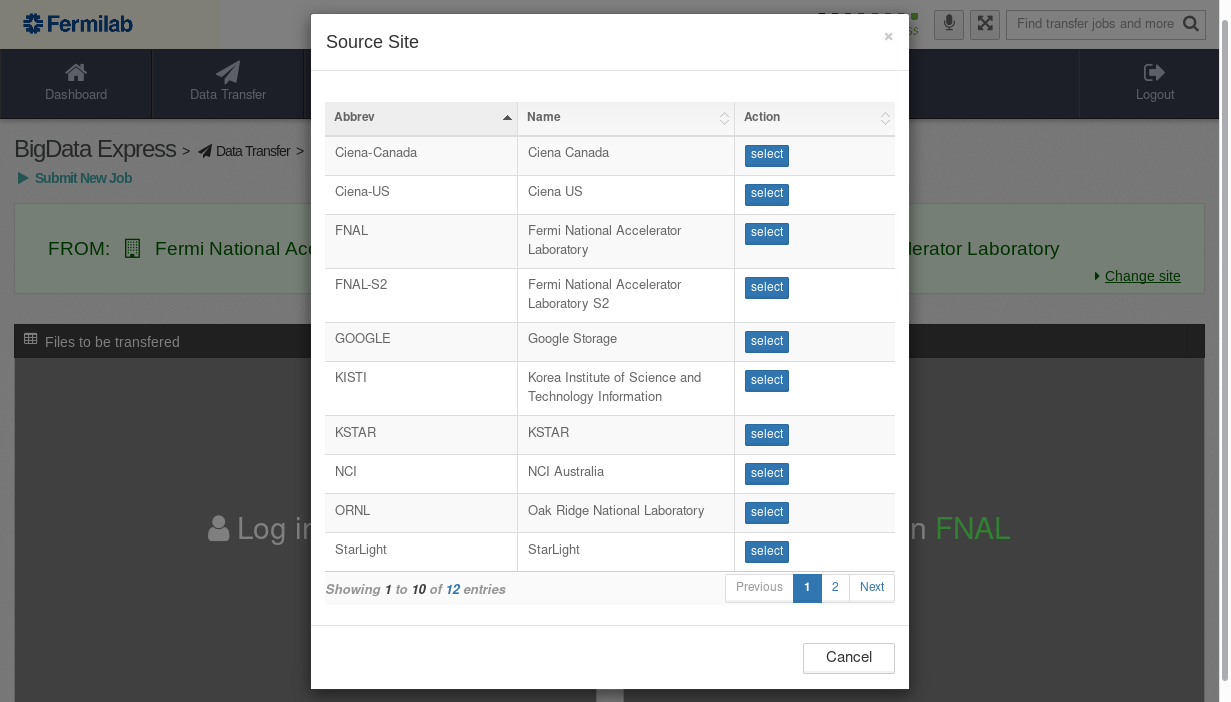 Fermilab
Find transfer jobs and more
Dashboard
Data Transfer
Logout
BigData Express > Data Transfer >
Submit New Job
FROM: Fermi National Acc
lerator Laboratory
Change site
Files to be transfered
Log in
n FNAL
Source Site
×
Abbrev Name Action
Ciena-Canada Ciena Canada select
Ciena-US Ciena US select
FNAL Fermi National Accelerator select
Laboratory
FNAL-S2 Fermi National Accelerator select
Laboratory S2
GOOGLE Google Storage select
KISTI Korea Institute of Science and select
Technology Information
KSTAR KSTAR select
NCI NCI Australia select
ORNL Oak Ridge National Laboratory select
StarLight StarLight select
Showing 1 to 10 of 12 entries
Previous 1 2 Next
Cancel